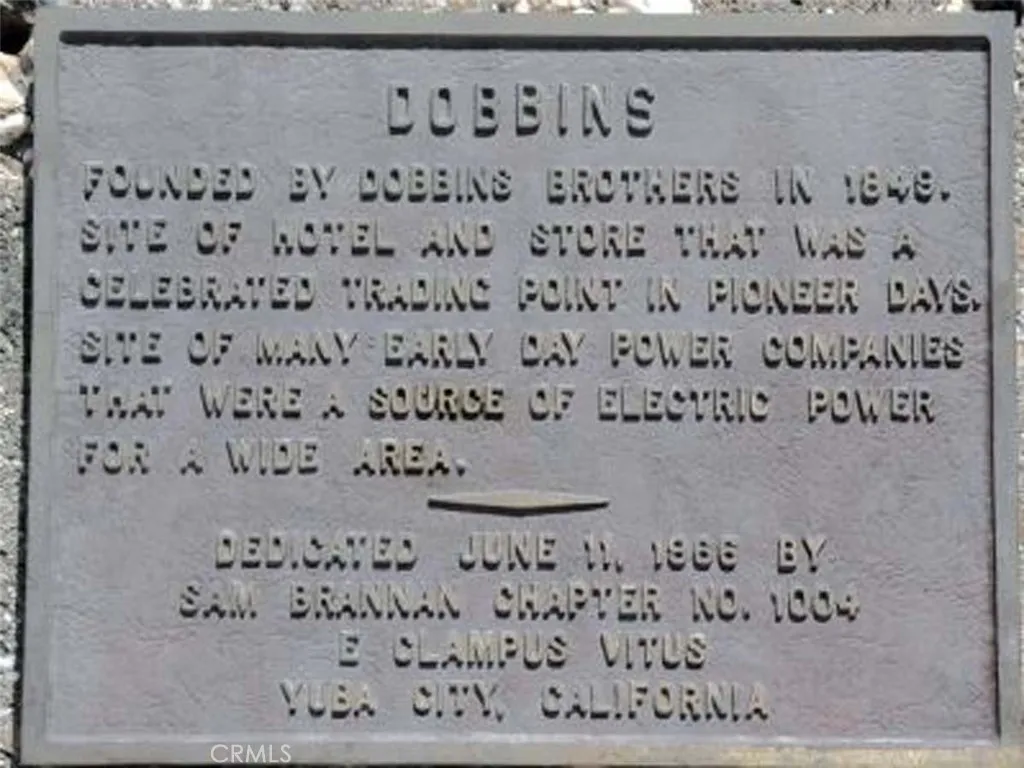 DOBBINS
FOUNDED BY DOBBINS BROTHERS IN 1849.
SITE OF HOTEL AND STORE THAT WAS A
CELEBRATED TRADING POINT IN PIONEER DAYS.
SITE OF MANY EARLY DAY POWER COMPANIES
THAT WERE A SOURCE OF ELECTRIC POWER
FOR A WIDE AREA.
DEDICATED JUNE 11, 1966 BY
SAM BRANNAN CHAPTER NO. 1004
E CLAMPUS VITUS
YUBA CITY, CALIFORNIA
CRMLS